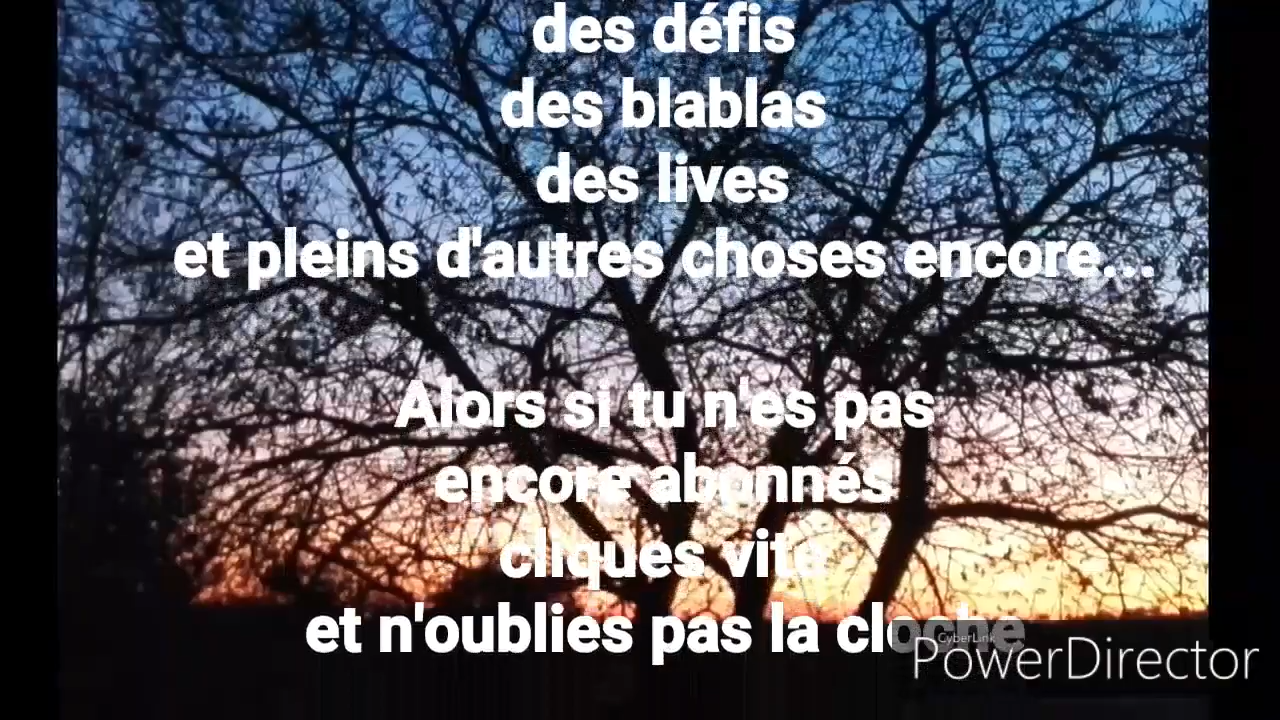 des défis
des blablas
des lives
et pleins d'autres choses encore...
Alors si tu n'es pas
encore abonnés
cliques vite
et n'oublies pas la cloche
CyberLink
PowerDirector